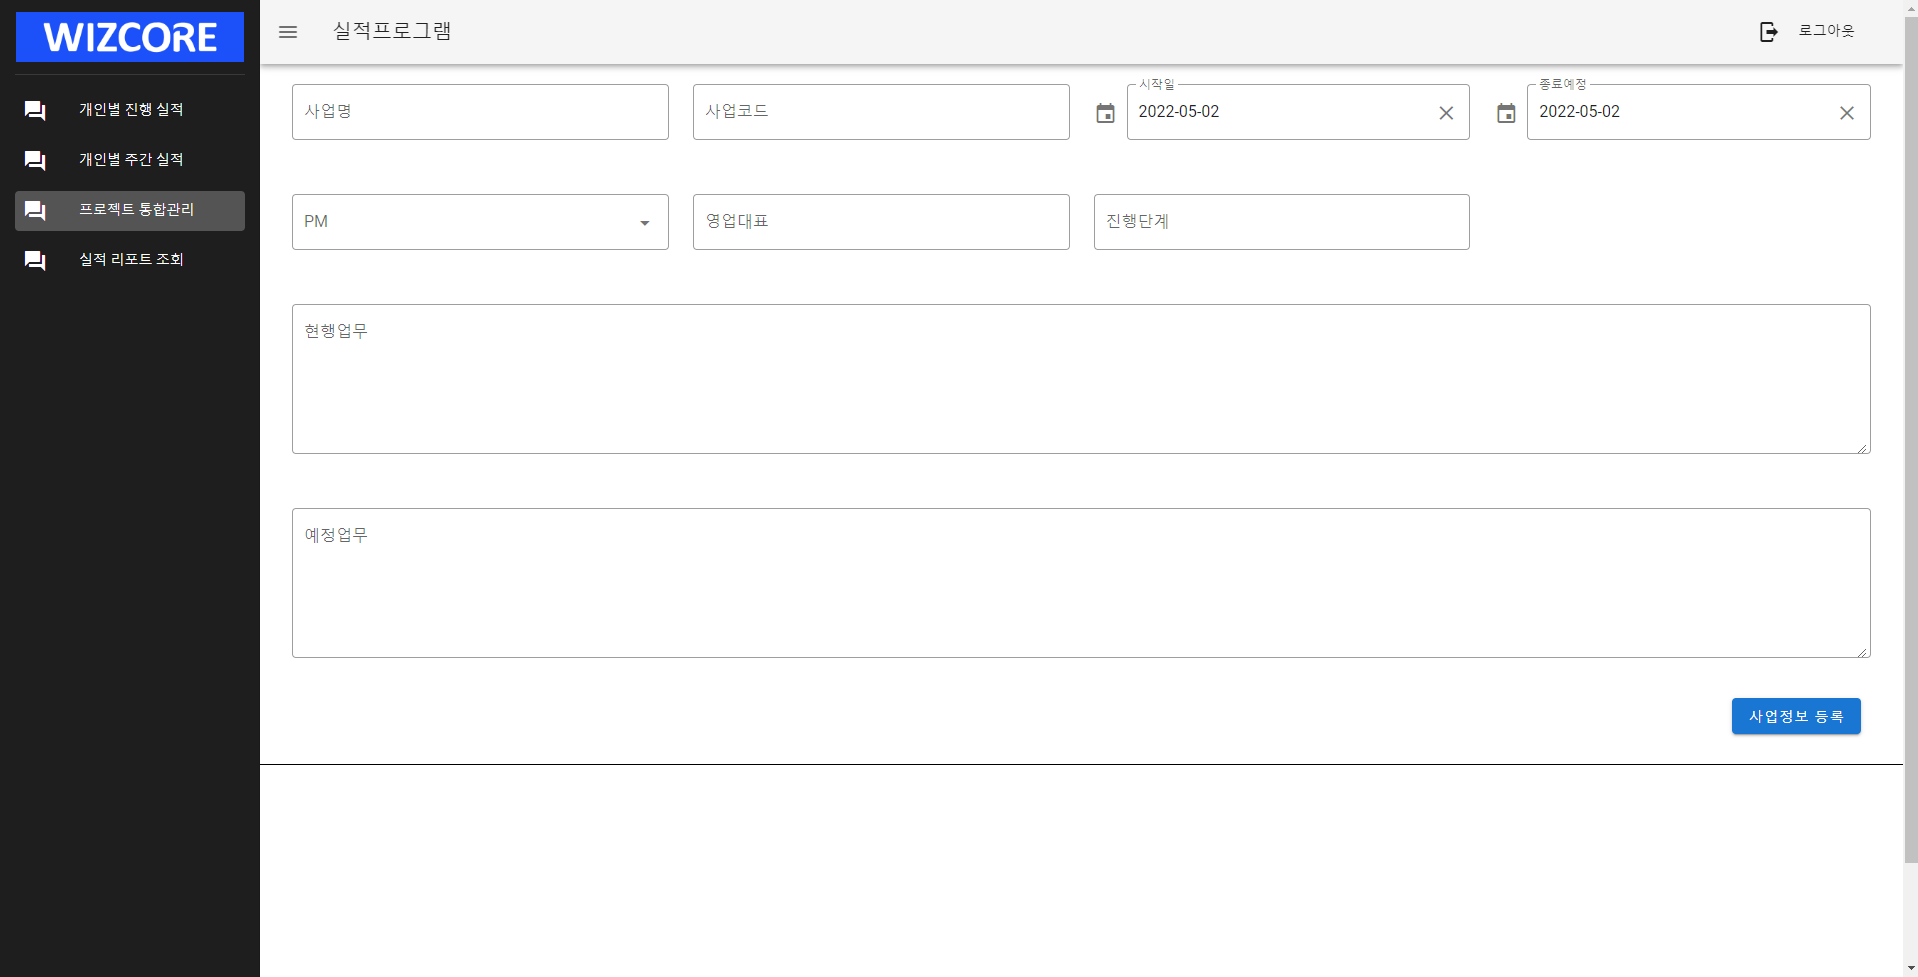 WIZCORE
개인별 진행 실적
개인별 주간 실적
프로젝트 통합관리
실적 리포트 조회
실적프로그램
로그아웃
사업명
사업코드
시작일
2022-05-02
종료예정
2022-05-02
PM
영업대표
진행단계
현행업무
예정업무
사업정보 등록